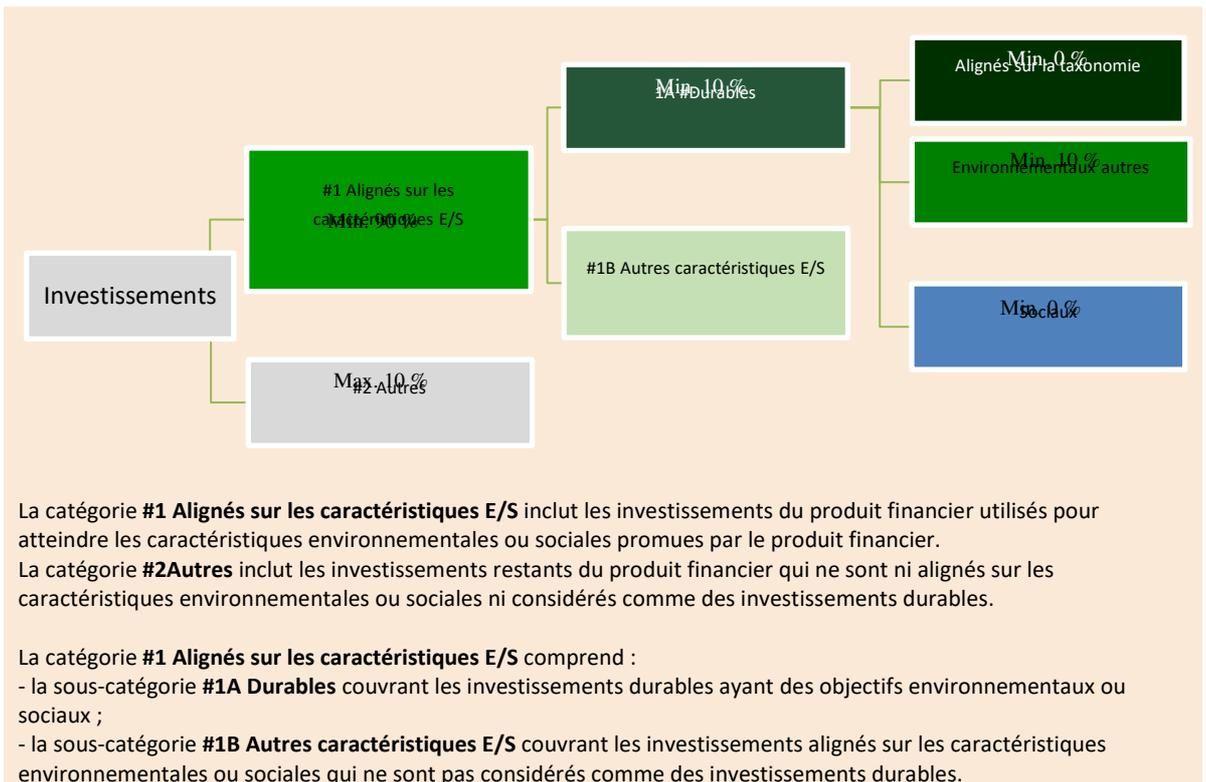 Min. 0 %
Alignés sur la taxonomie
Min. 10 %
1A #Durables
Min. 10 %
Environnementaux autres
#1 Alignés sur les
caractéristiques E/S
Min. 90 %
#1B Autres caractéristiques E/S
Investissements
Min. 0 %
Sociaux
Max. 10 %
#2 Autres
La catégorie #1 Alignés sur les caractéristiques E/S inclut les investissements du produit financier utilisés pour
atteindre les caractéristiques environnementales ou sociales promues par le produit financier.
La catégorie #2Autres inclut les investissements restants du produit financier qui ne sont ni alignés sur les
caractéristiques environnementales ou sociales ni considérés comme des investissements durables.
La catégorie #1 Alignés sur les caractéristiques E/S comprend :
- la sous-catégorie #1A Durables couvrant les investissements durables ayant des objectifs environnementaux ou
sociaux ;
- la sous-catégorie #1B Autres caractéristiques E/S couvrant les investissements alignés sur les caractéristiques
environnementales ou sociales qui ne sont pas considérés comme des investissements durables.